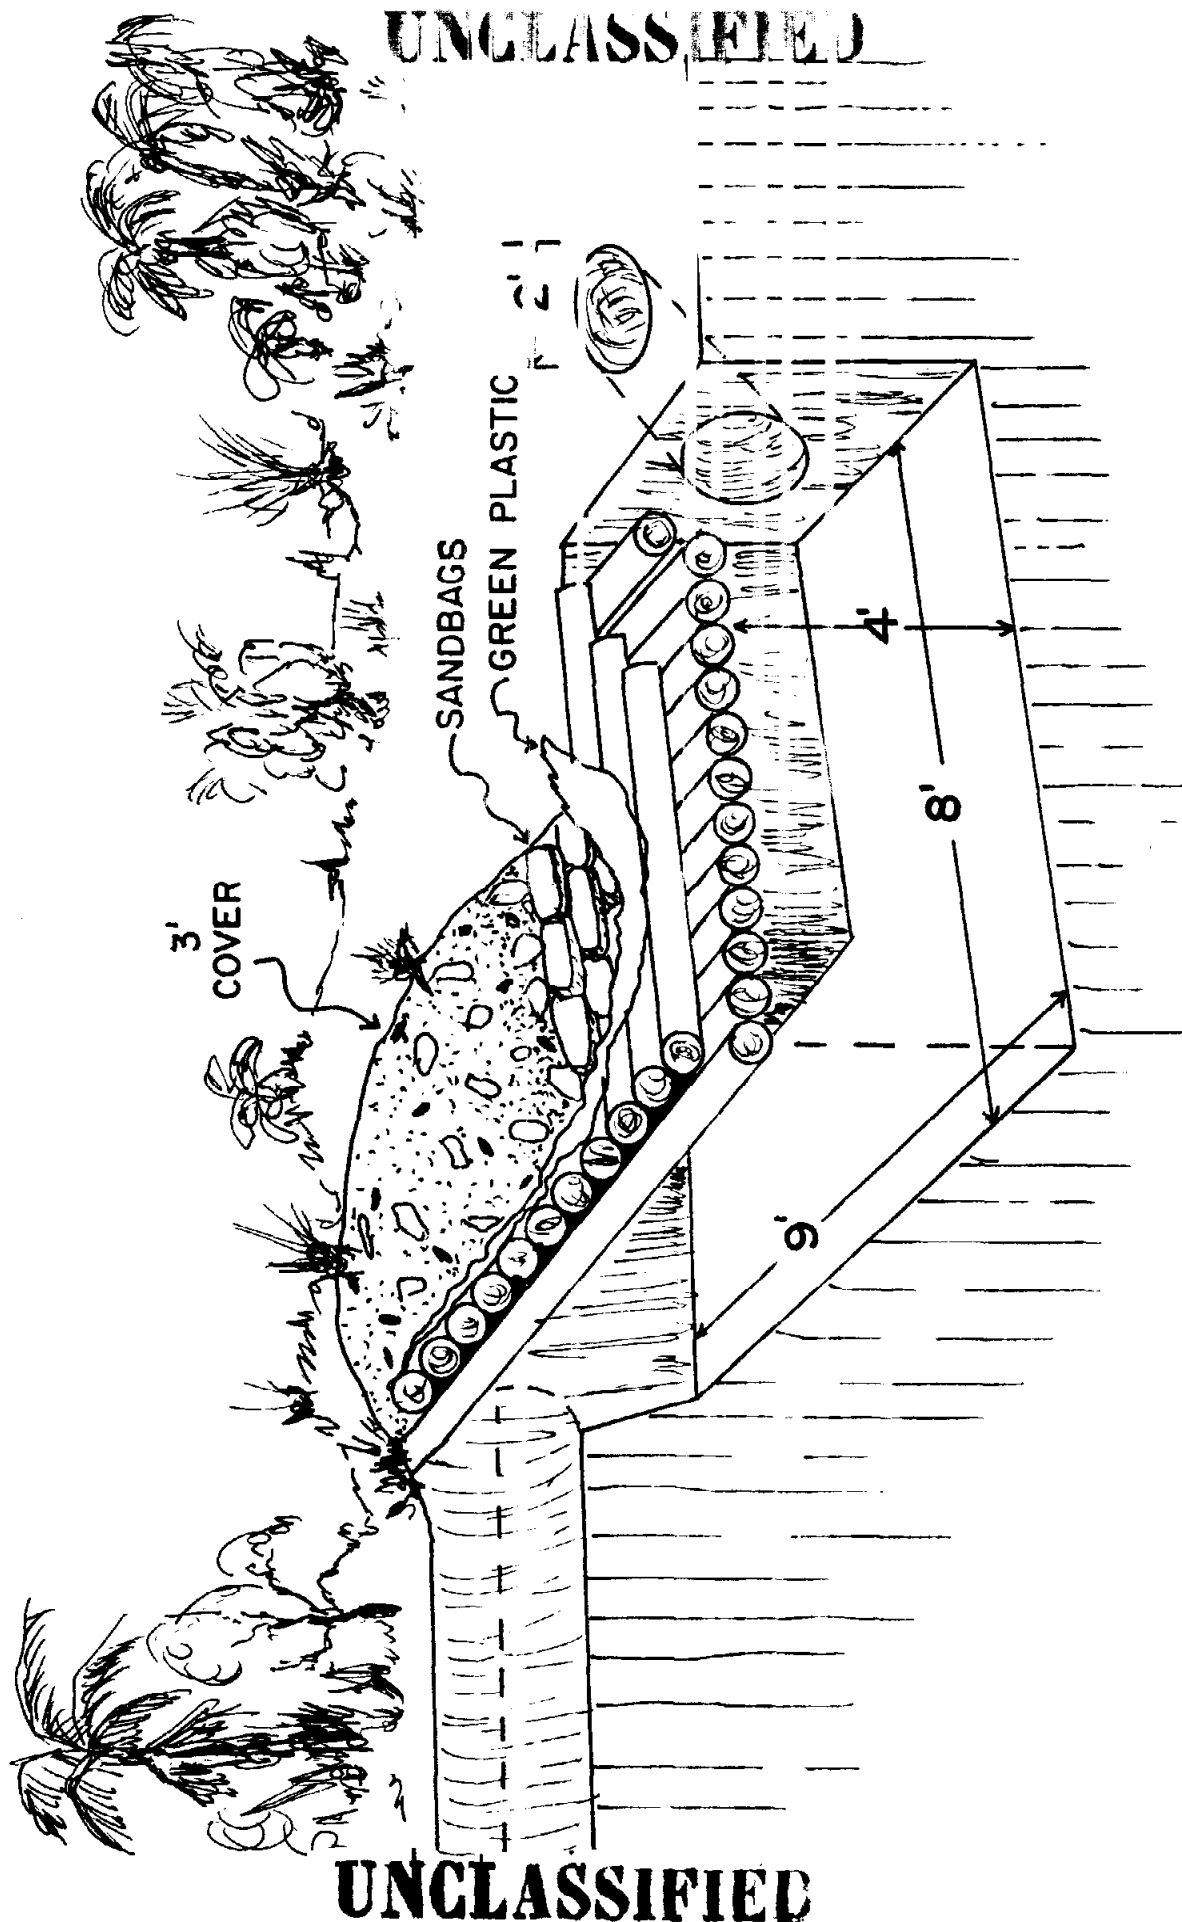 UNCLASSIFIED
3'
COVER
SANDBAGS
GREEN PLASTIC
2'
4'
8'
9'
UNCLASSIFIED